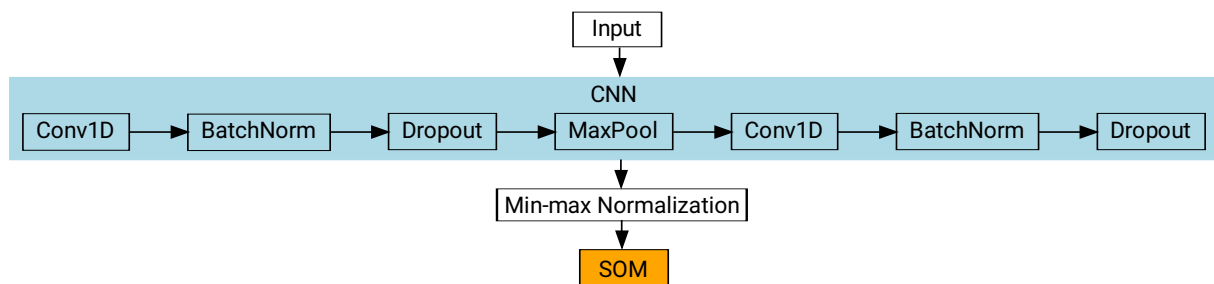 Input
CNN
Conv1D BatchNorm Dropout MaxPool Conv1D BatchNorm Dropout
Min-max Normalization
SOM